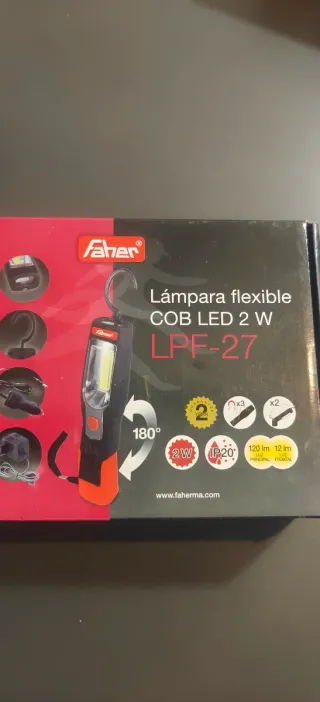 Faher®
Lámpara flexible
COB LED 2 W
LPF-27
Faher
2
x3
x2
180°
2 W
IP20
120 lm
12 lm
www.faherma.com